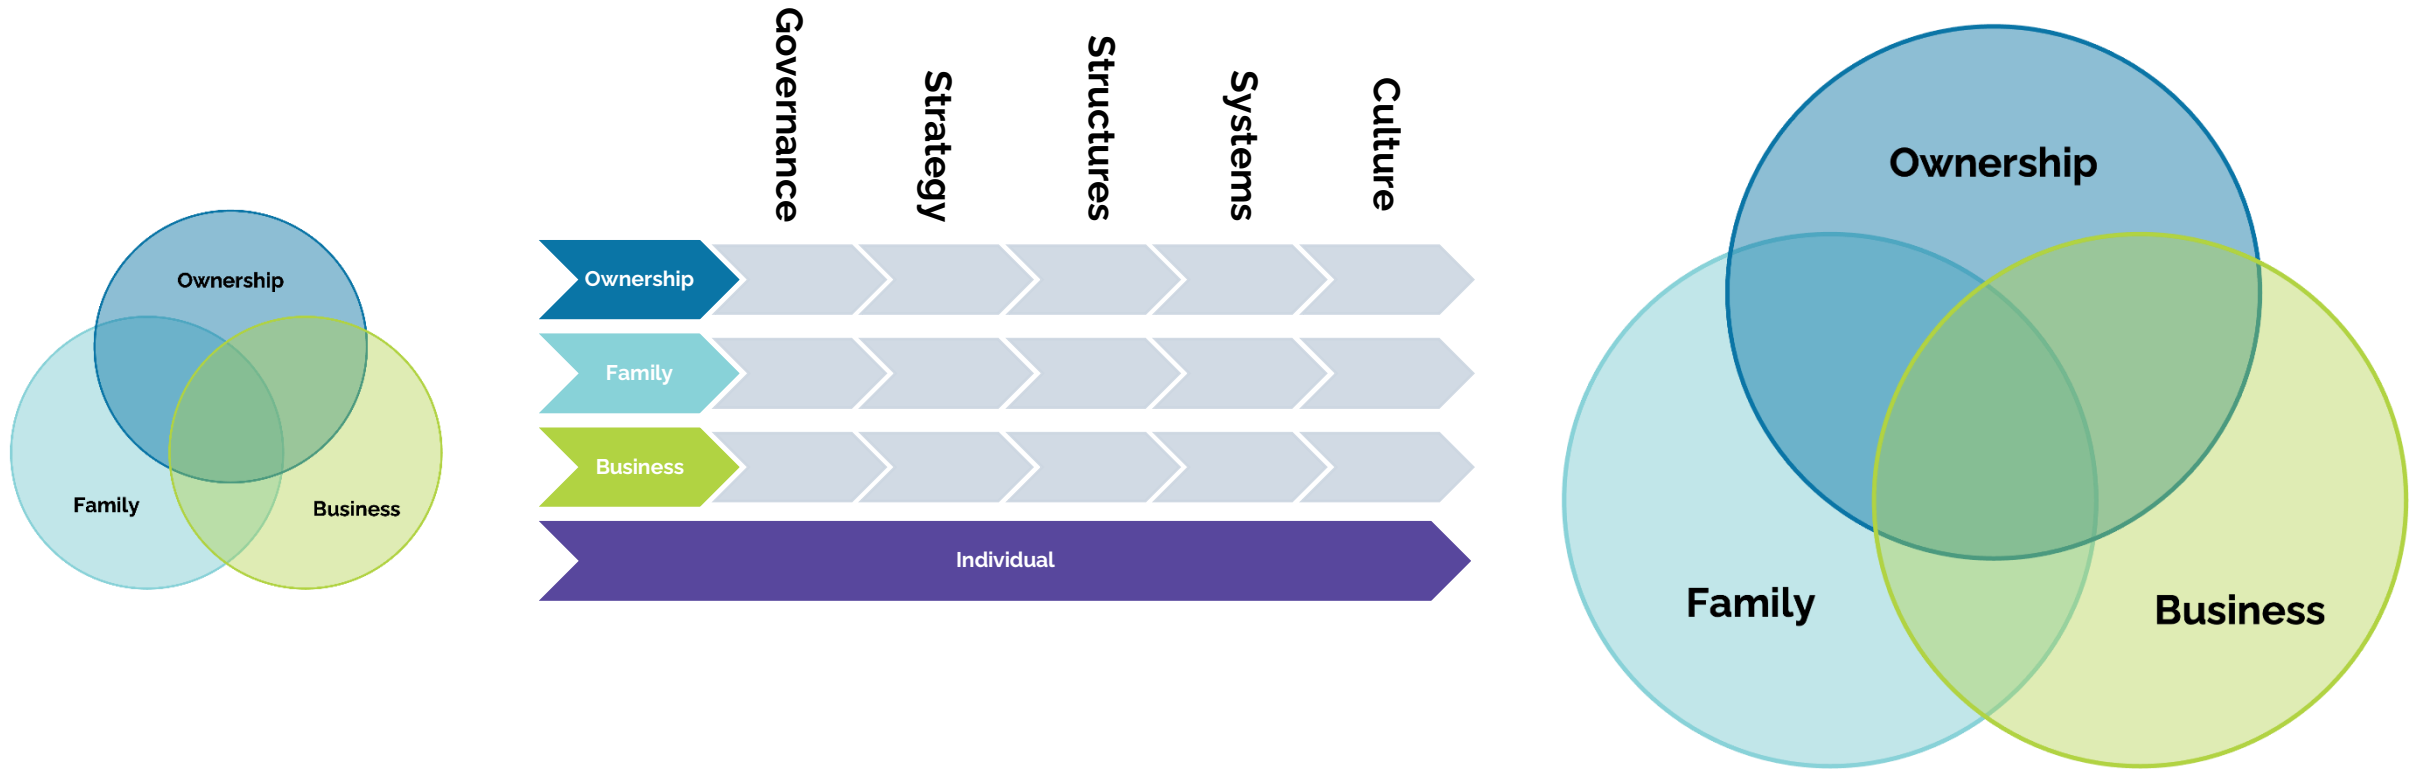 Ownership
Family
Business
Governance
Strategy
Structures
Systems
Culture
Ownership
Family
Business
Individual
Ownership
Family
Business